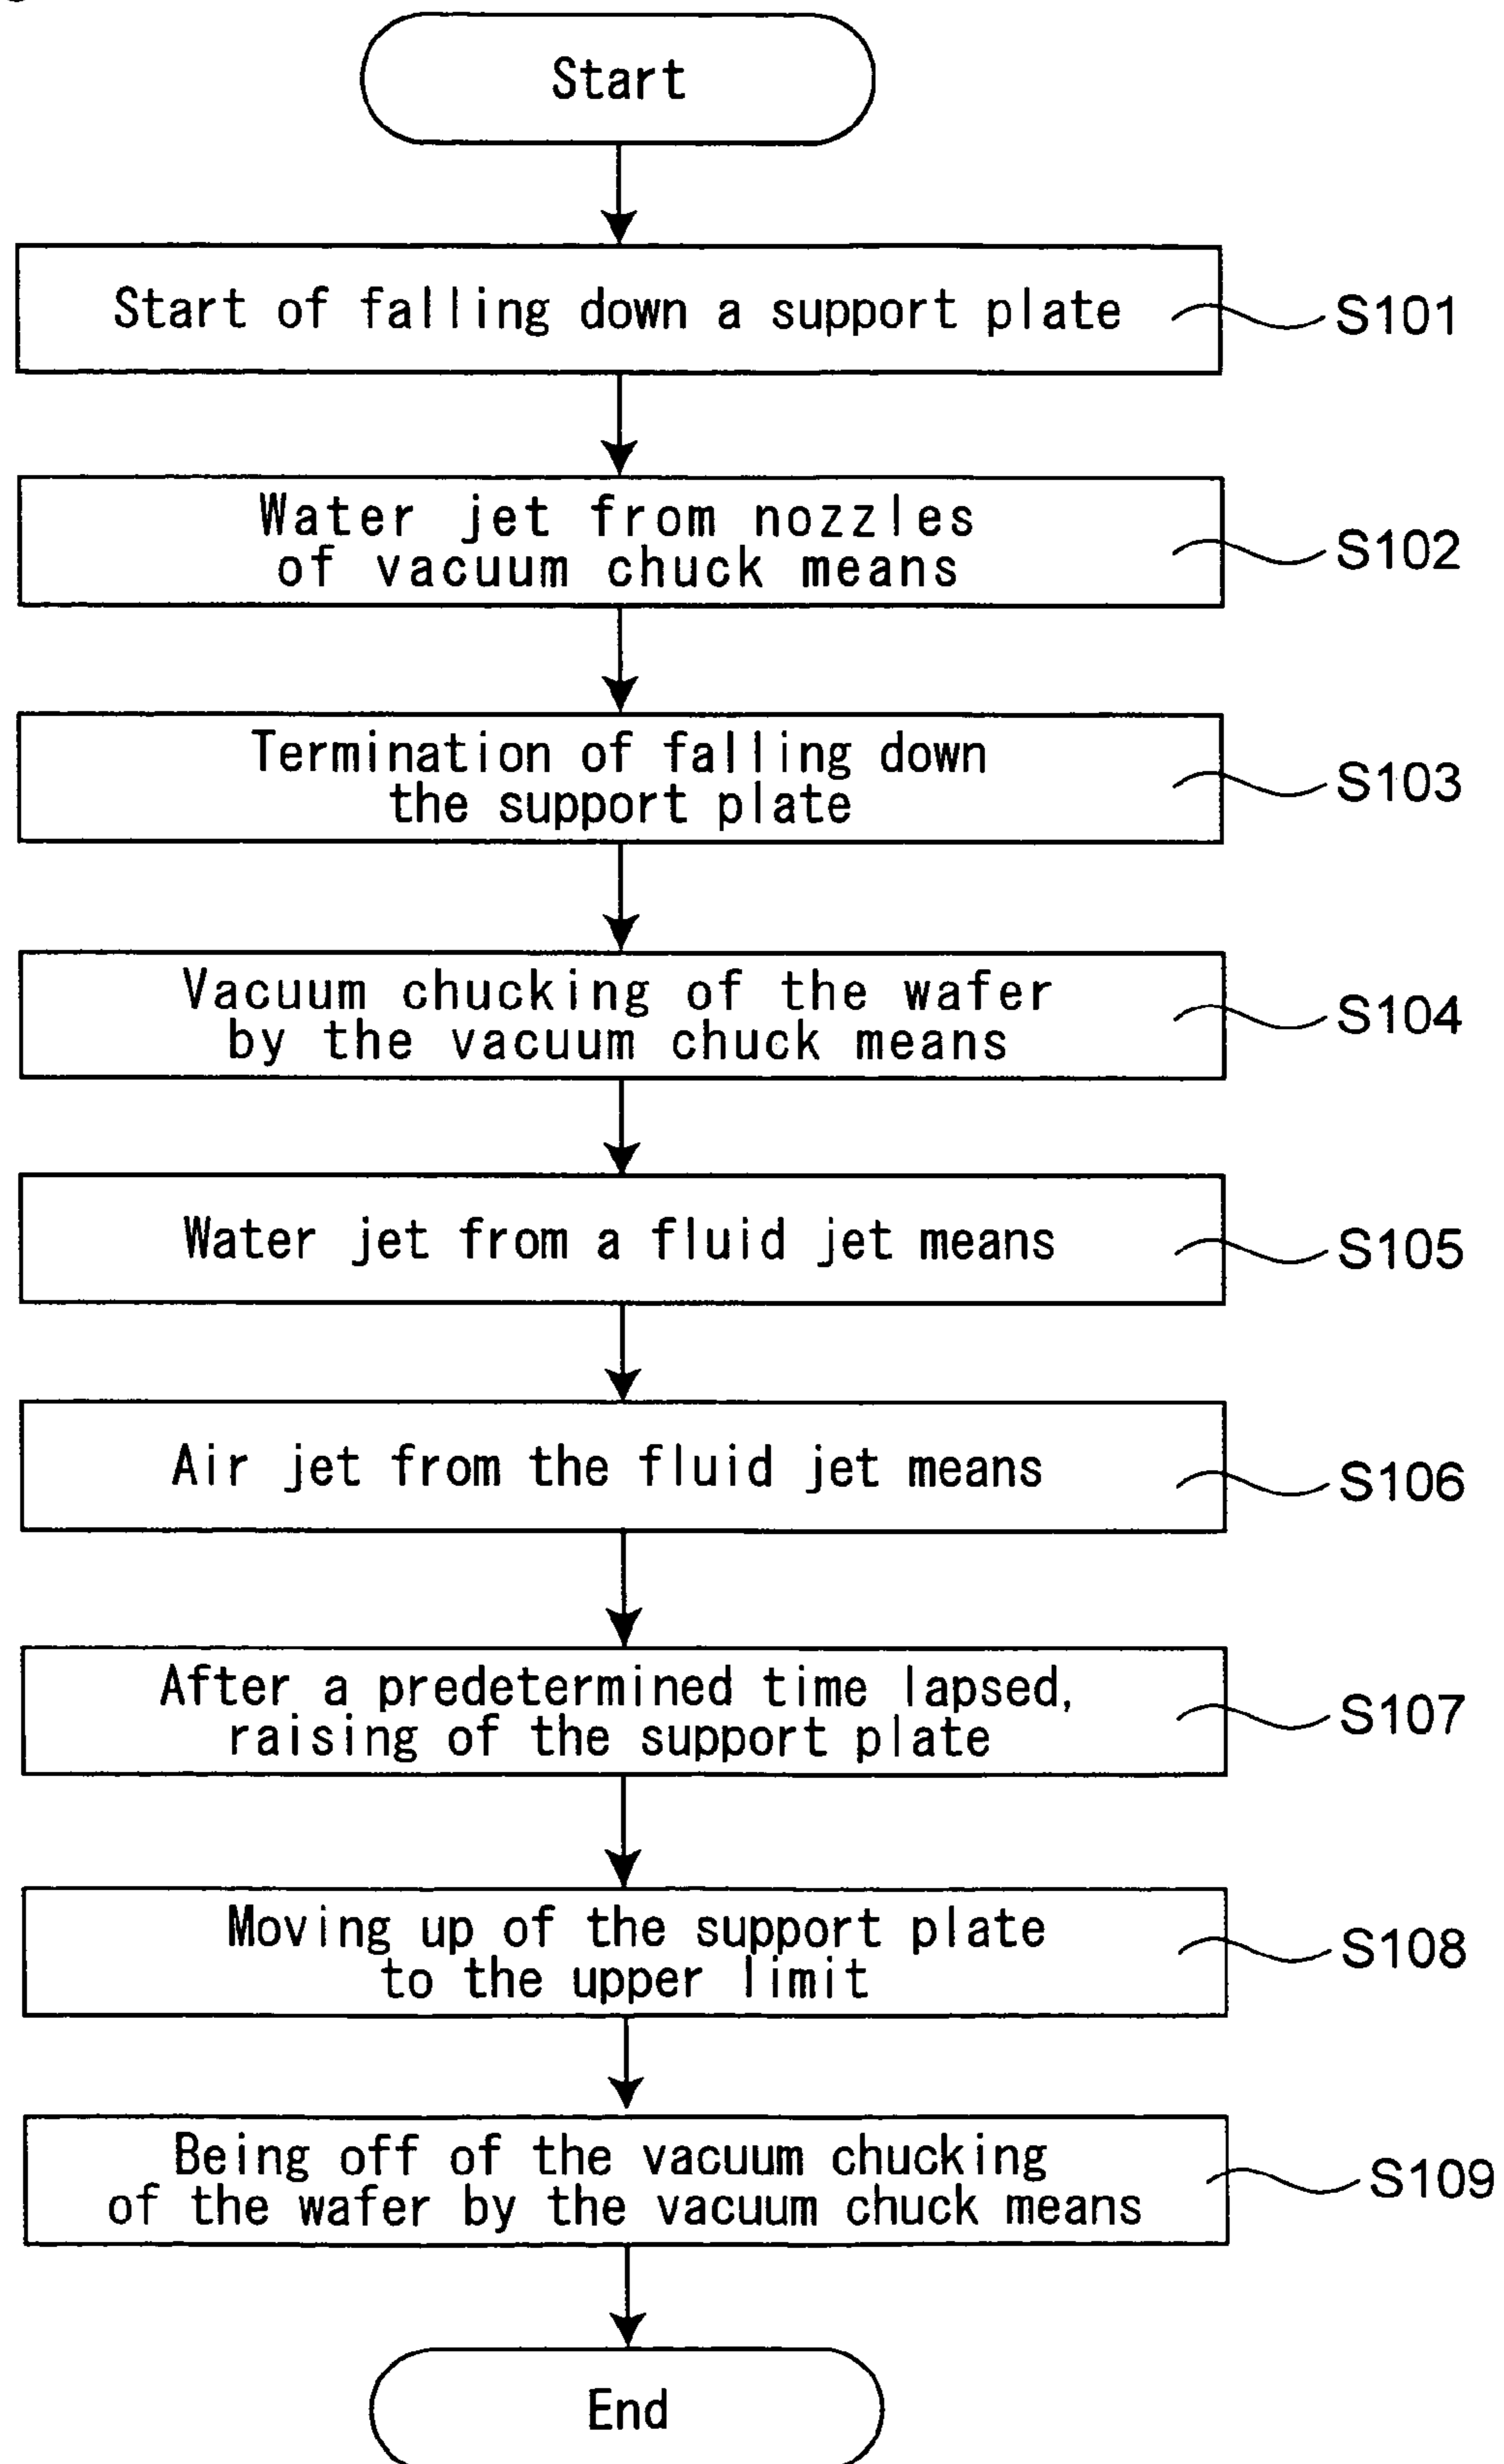 Start
Start of falling down a support plate
S101
Water jet from nozzles
of vacuum chuck means
S102
Termination of falling down
the support plate
S103
Vacuum chucking of the wafer
by the vacuum chuck means
S104
Water jet from a fluid jet means
S105
Air jet from the fluid jet means
S106
After a predetermined time lapsed,
raising of the support plate
S107
Moving up of the support plate
to the upper limit
S108
Being off of the vacuum chucking
of the wafer by the vacuum chuck means
S109
End